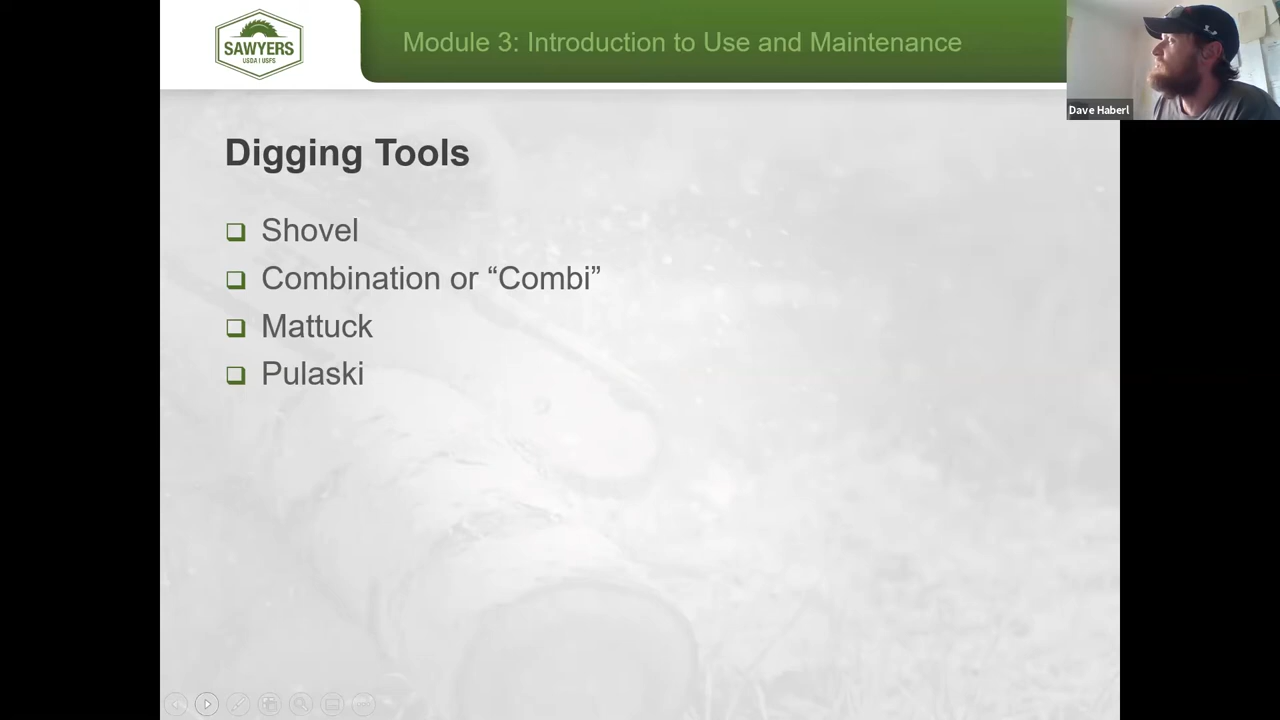 SAWYERS
USDA | USFS
Module 3: Introduction to Use and Maintenance
Dave Haberl
Digging Tools
Shovel
Combination or “Combi”
Mattuck
Pulaski